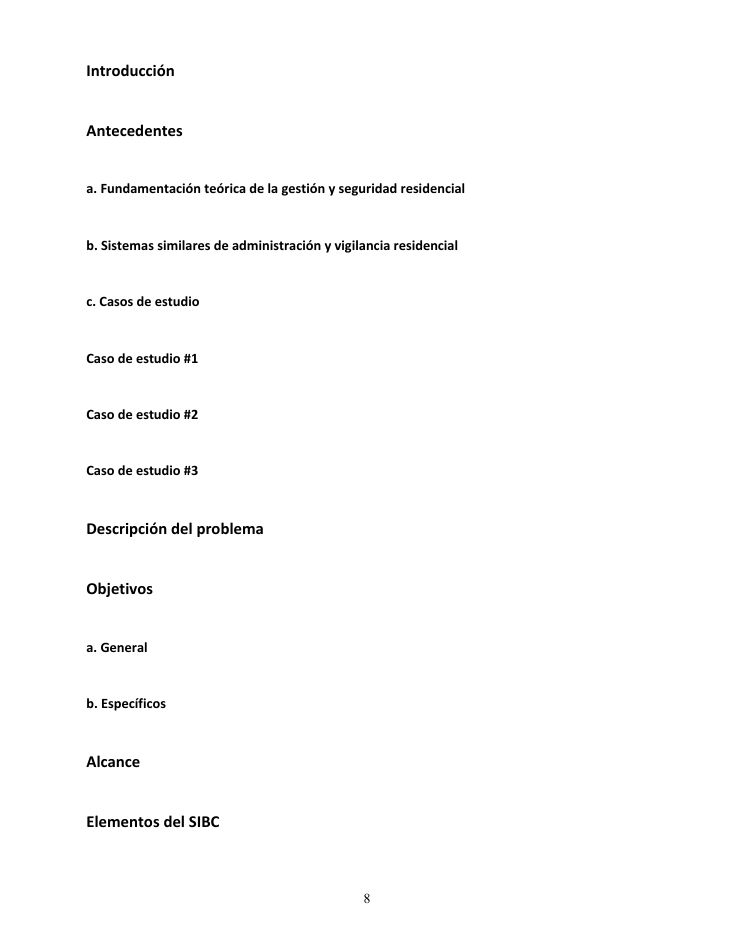 Introducción
Antecedentes
a. Fundamentación teórica de la gestión y seguridad residencial
b. Sistemas similares de administración y vigilancia residencial
c. Casos de estudio
Caso de estudio #1
Caso de estudio #2
Caso de estudio #3
Descripción del problema
Objetivos
a. General
b. Específicos
Alcance
Elementos del SIBC
8